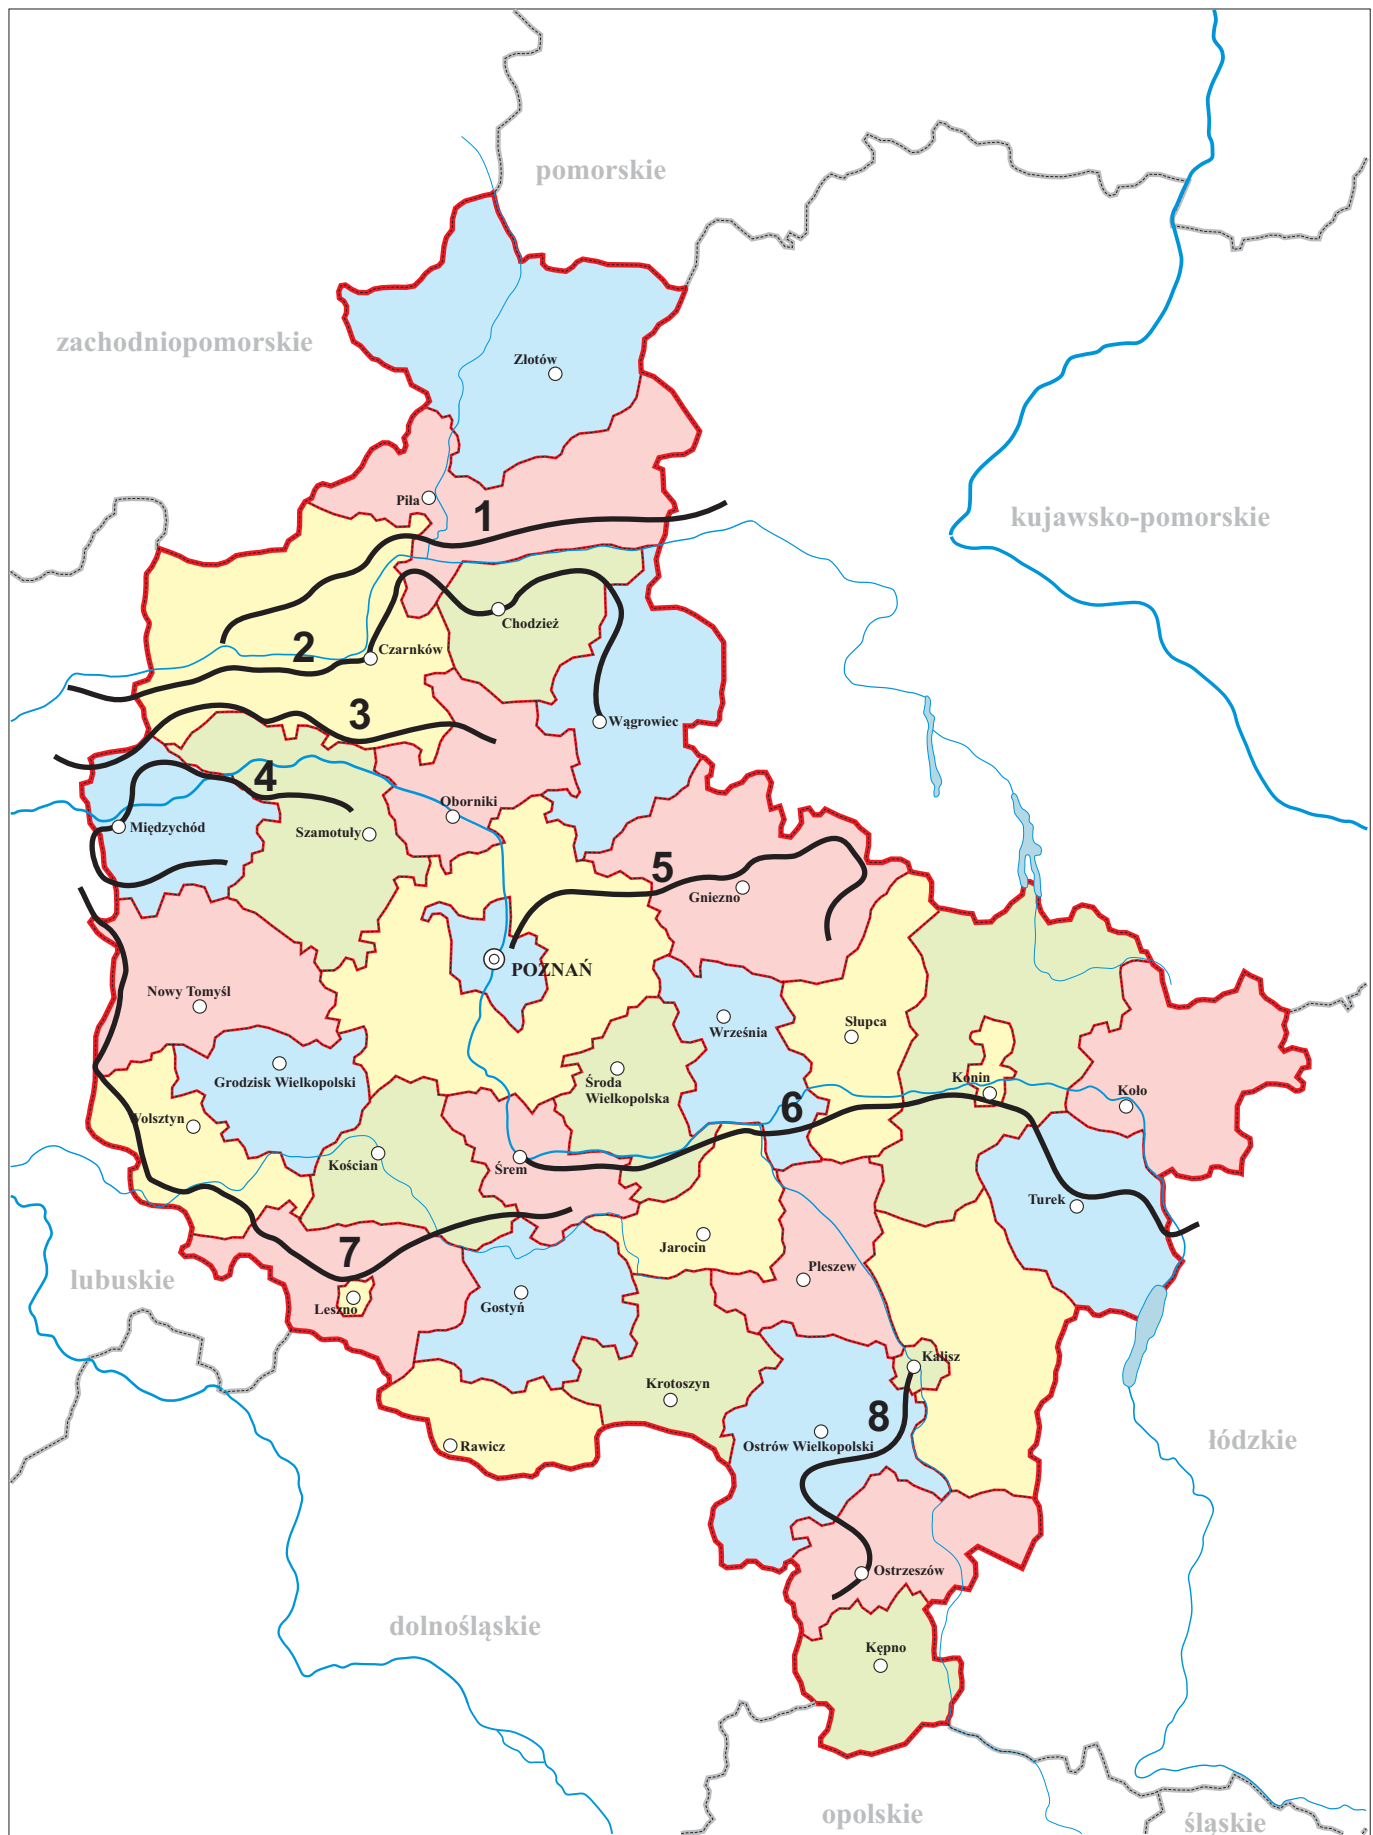 pomorskie
zachodniopomorskie
Złotów
Piła
1
kujawsko-pomorskie
Chodzież
2
Czarnków
3
Wągrowiec
4
Oborniki
Międzychód
Szamotuły
5
Gniezno
POZNAŃ
Nowy Tomyśl
Września
Słupca
Grodzisk Wielkopolski
Środa
Wielkopolska
Konin
Koło
6
Volsztyn
Kościan
Śrem
Turek
7
Jarocin
lubuskie
Pleszew
Leszno
Gostyń
Kalisz
Krotoszyn
8
Rawicz
Ostrów Wielkopolski
łódzkie
Ostrzeszów
dolnośląskie
Kępno
opolskie
śląskie